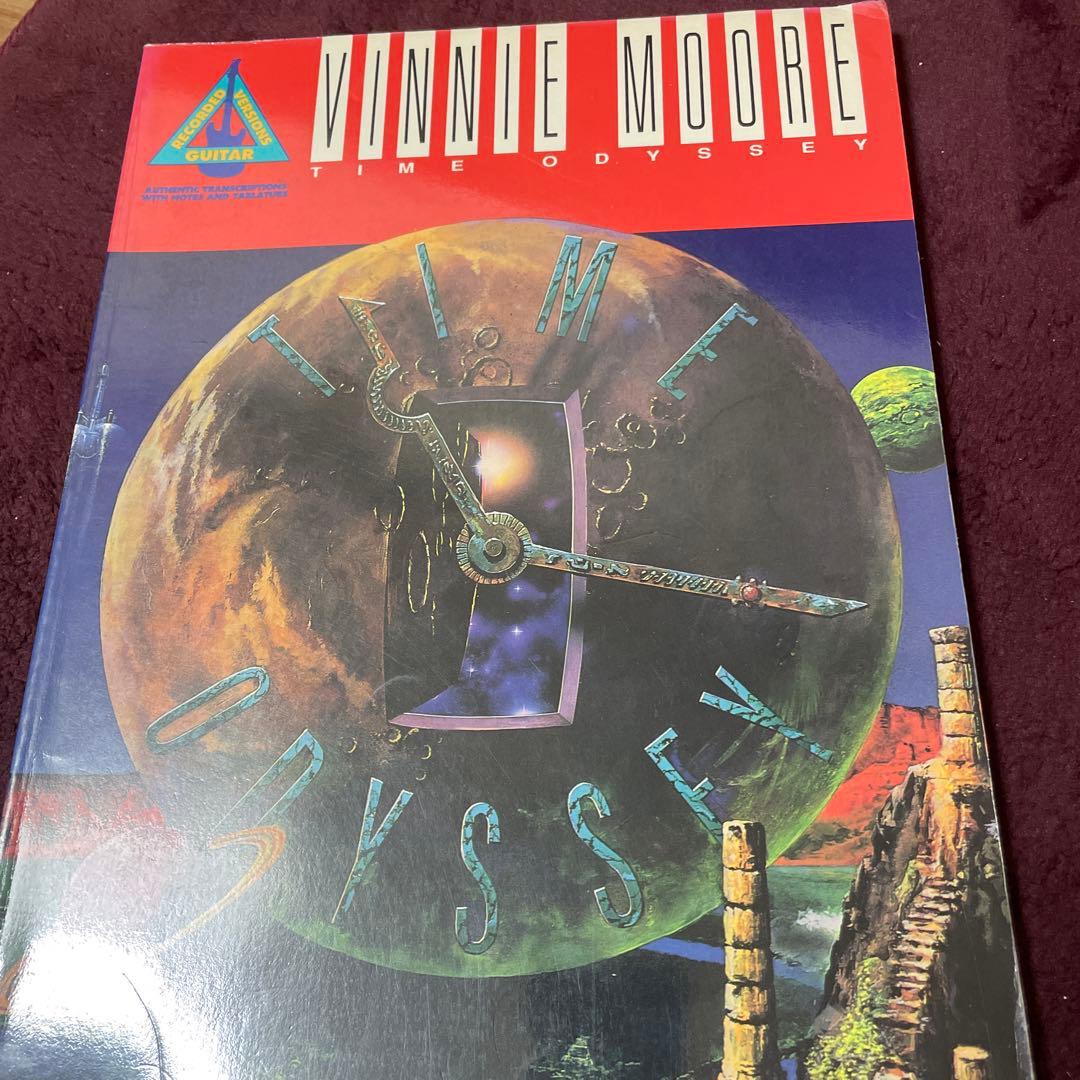 VINNIE MOORE
TIME ODYSSEY
RECORDED VERSIONS
GUITAR
AUTHENTIC TRANSCRIPTIONS
WITH NOTES AND TABLATURE
TIME
ODYSSEY